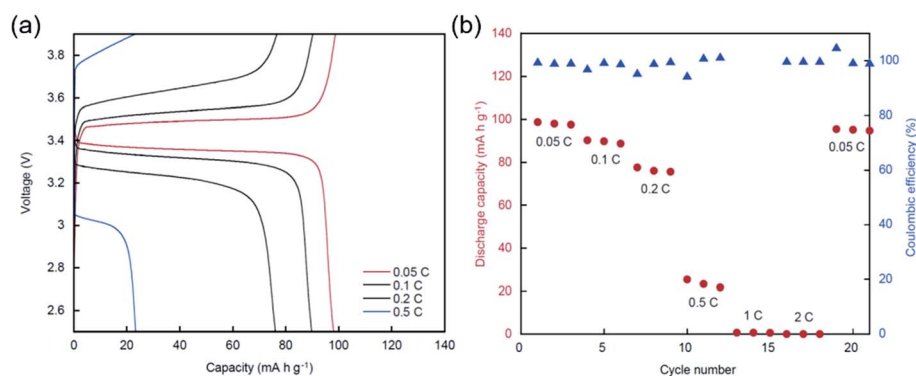 (a)
3.8
3.4
3.2
3
2.8
2.6
Voltage (V)
0
20
40
60
80
100
120
140
Capacity (mA h g⁻¹)
0.05 C
0.1 C
0.2 C
0.5 C
(b)
140
120
100
80
60
40
20
0
Discharge capacity (mA h g⁻¹)
0.05 C
0.1 C
0.2 C
0.5 C
1 C
2 C
0.05 C
0
5
10
15
20
Cycle number
100
80
60
40
20
0
Coulombic efficiency (%)